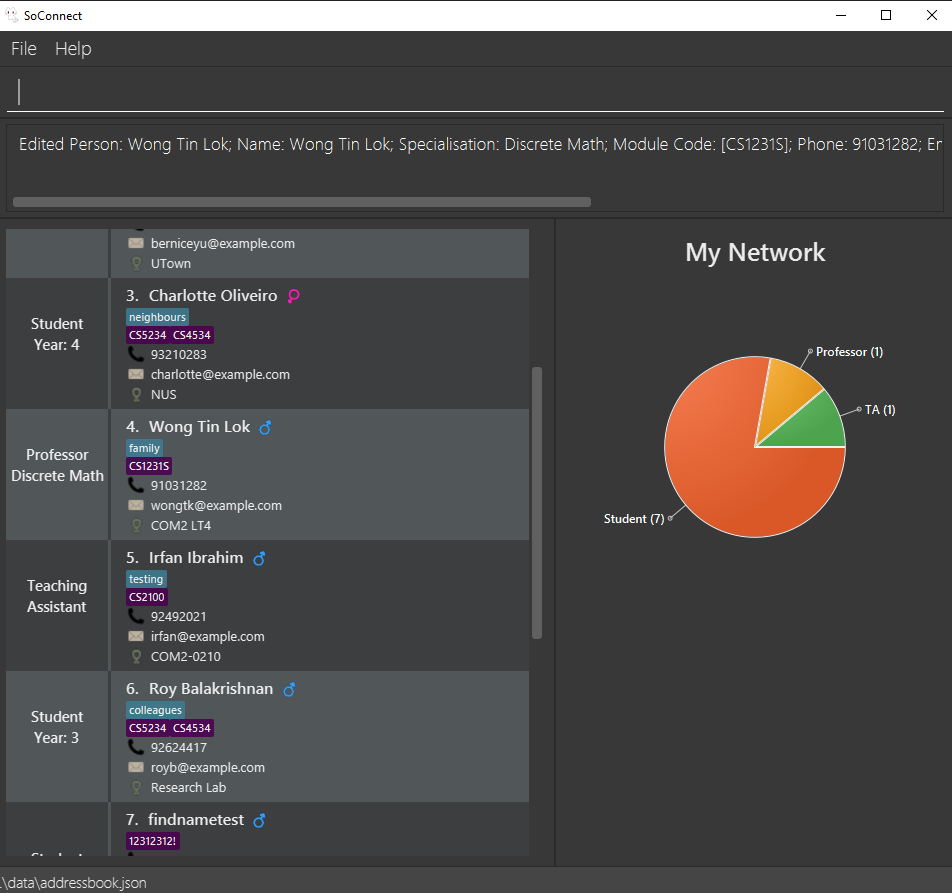 SoConnect
File Help
Edited Person: Wong Tin Lok; Name: Wong Tin Lok; Specialisation: Discrete Math; Module Code: [CS1231S]; Phone: 91031282;
berniceyu@example.com
UTown
Student
Year: 4
3. Charlotte Oliveiro
neighbours
CS5234 CS4534
93210283
charlotte@example.com
NUS
Professor
Discrete Math
4. Wong Tin Lok
family
CS1231S
91031282
wongtk@example.com
COM2 LT4
Teaching
Assistant
5. Irfan Ibrahim
testing
CS2100
92492021
irfan@example.com
COM2-0210
Student
Year: 3
6. Roy Balakrishnan
colleagues
CS5234 CS4534
92624417
royb@example.com
Research Lab
7. findnametest
12312312!
My Network
Professor (1)
TA (1)
Student (7)
.\data\addressbook.json